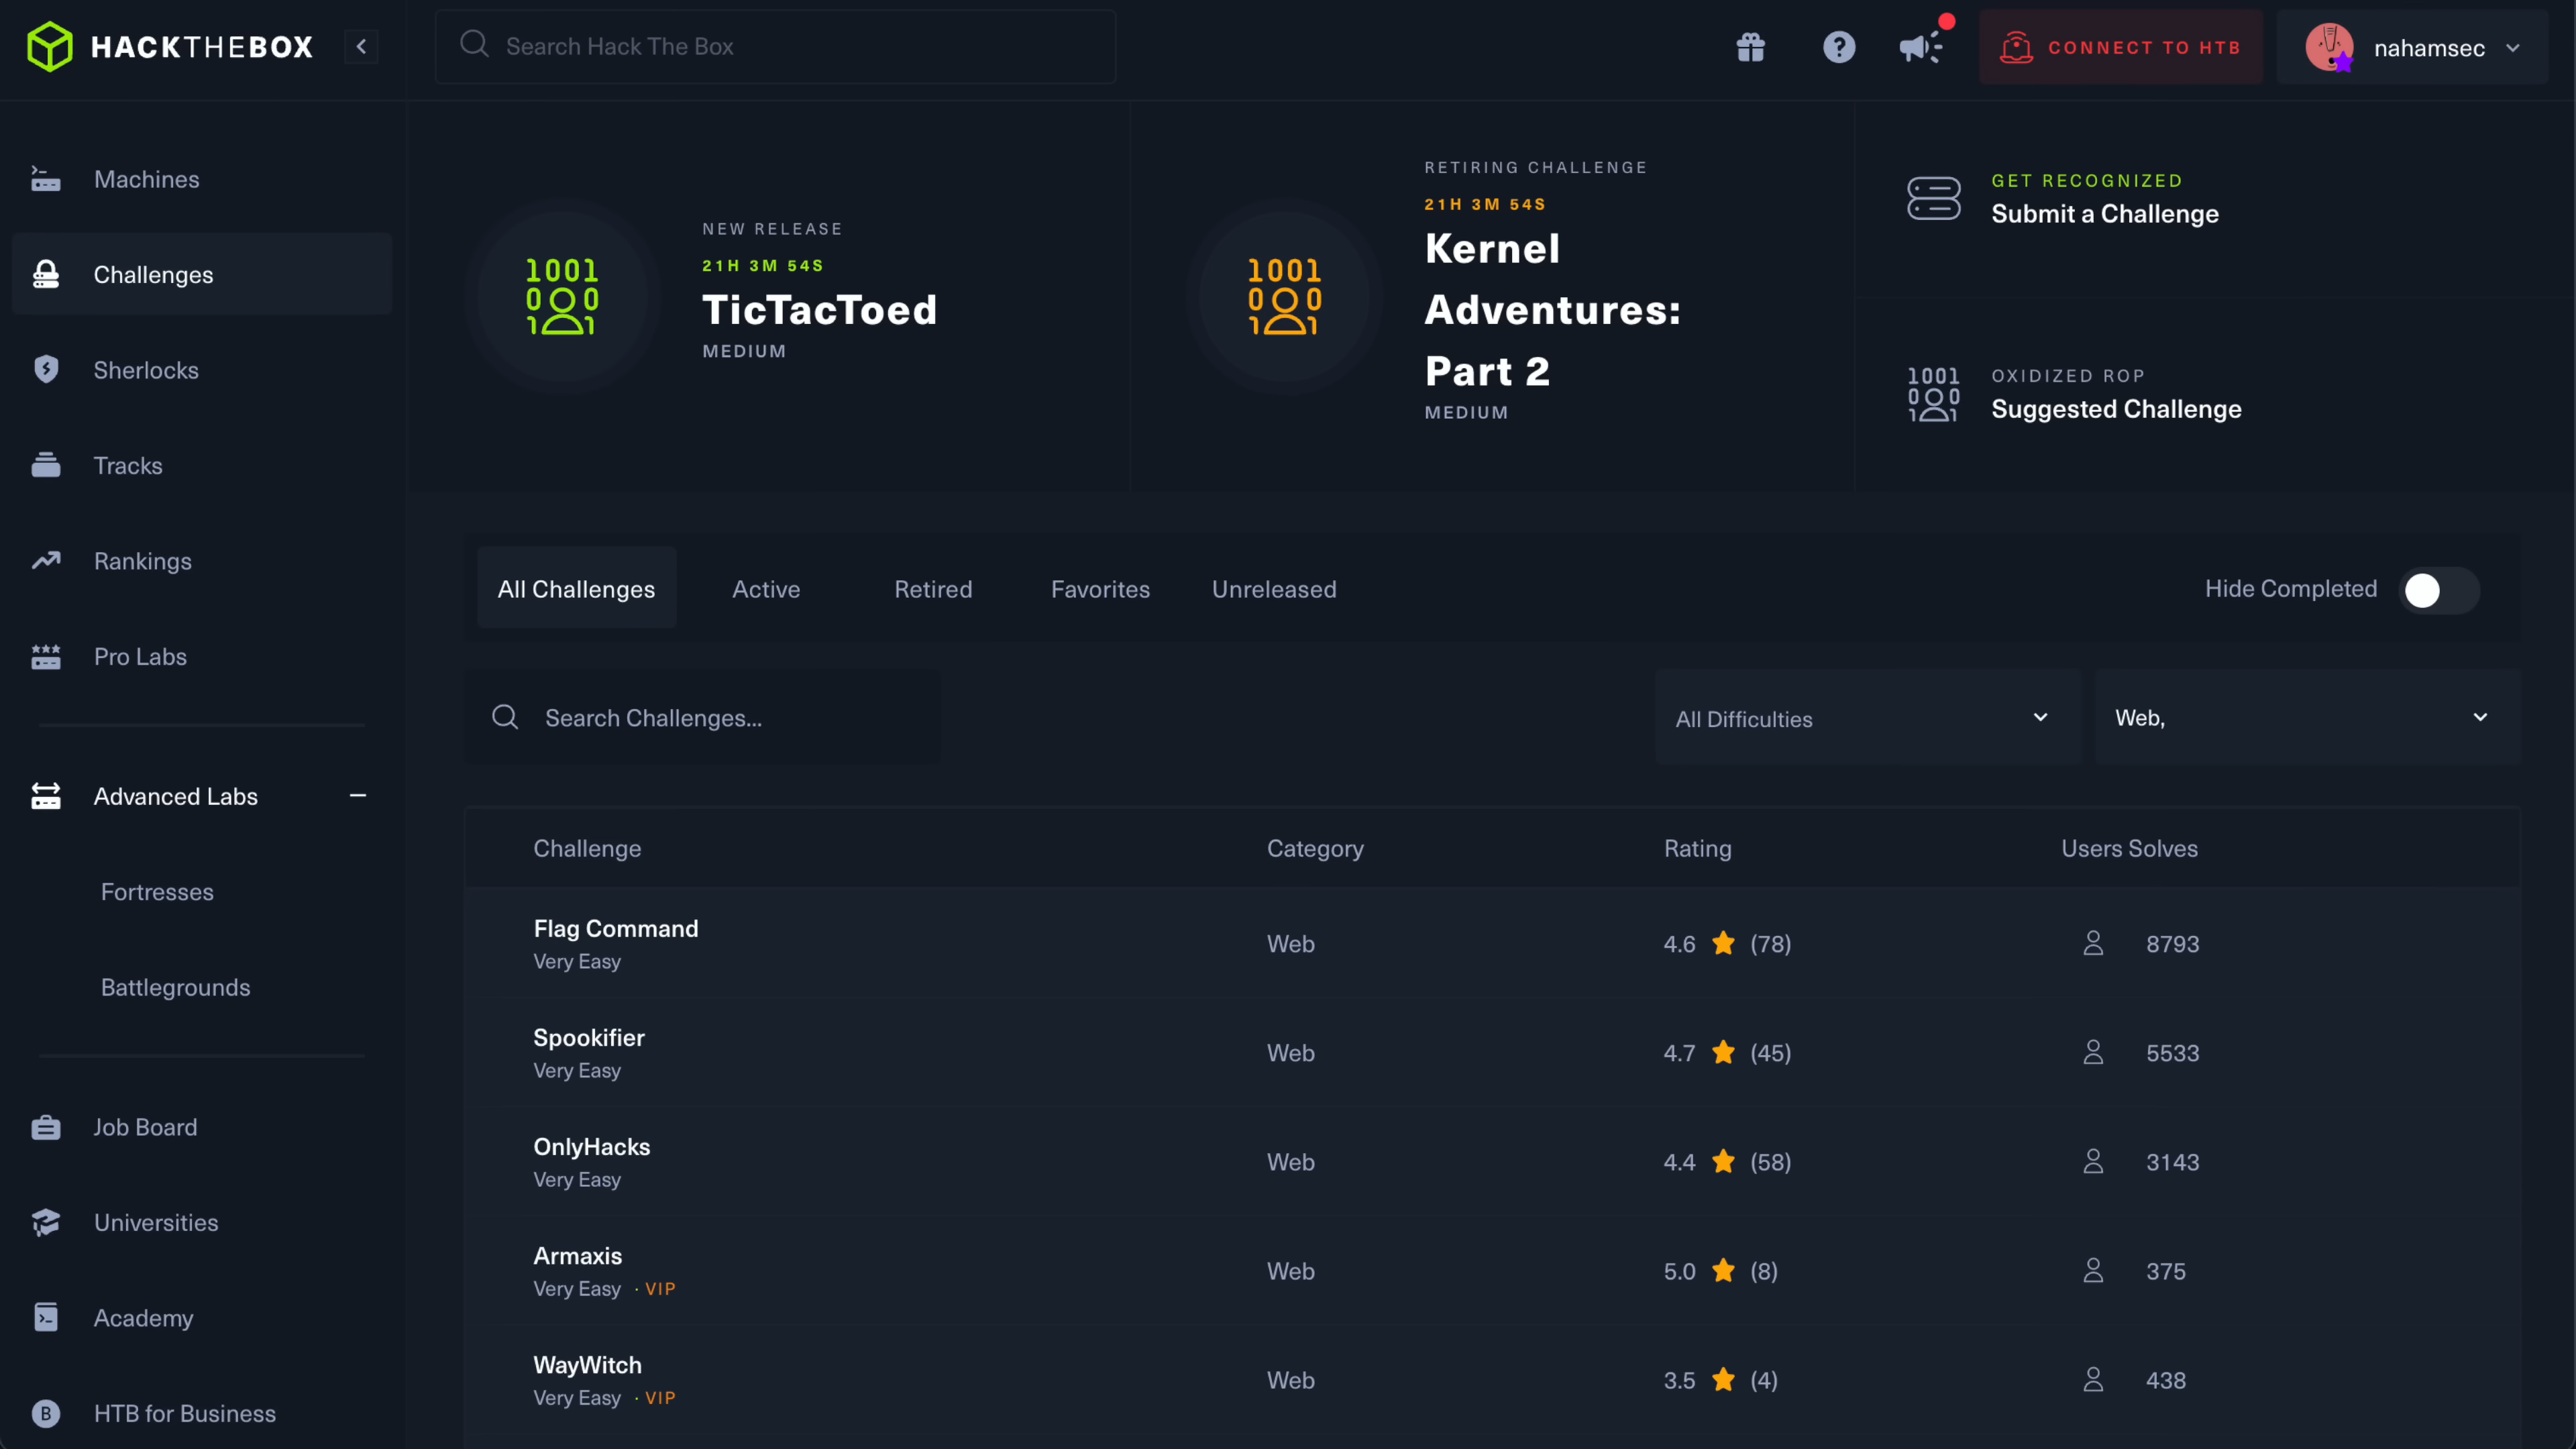 HACKTHEBOX
Search Hack The Box
CONNECT TO HTB
nahamsec
Machines
Challenges
Sherlocks
Tracks
Rankings
Pro Labs
Advanced Labs
Fortresses
Battlegrounds
Job Board
Universities
Academy
B
HTB for Business
1001
NEW RELEASE
21H 3M 54S
TicTacToed
MEDIUM
1001
RETIRING CHALLENGE
21H 3M 54S
Kernel
Adventures:
Part 2
MEDIUM
GET RECOGNIZED
Submit a Challenge
1001
OXIDIZED ROP
Suggested Challenge
All Challenges
Active
Retired
Favorites
Unreleased
Hide Completed
Search Challenges...
All Difficulties
Web,
Challenge Category Rating Users Solves
Flag Command
Very Easy
Web 4.6 (78) 8793
Spookifier
Very Easy
Web 4.7 (45) 5533
OnlyHacks
Very Easy
Web 4.4 (58) 3143
Armaxis
Very Easy · VIP
Web 5.0 (8) 375
WayWitch
Very Easy · VIP
Web 3.5 (4) 438